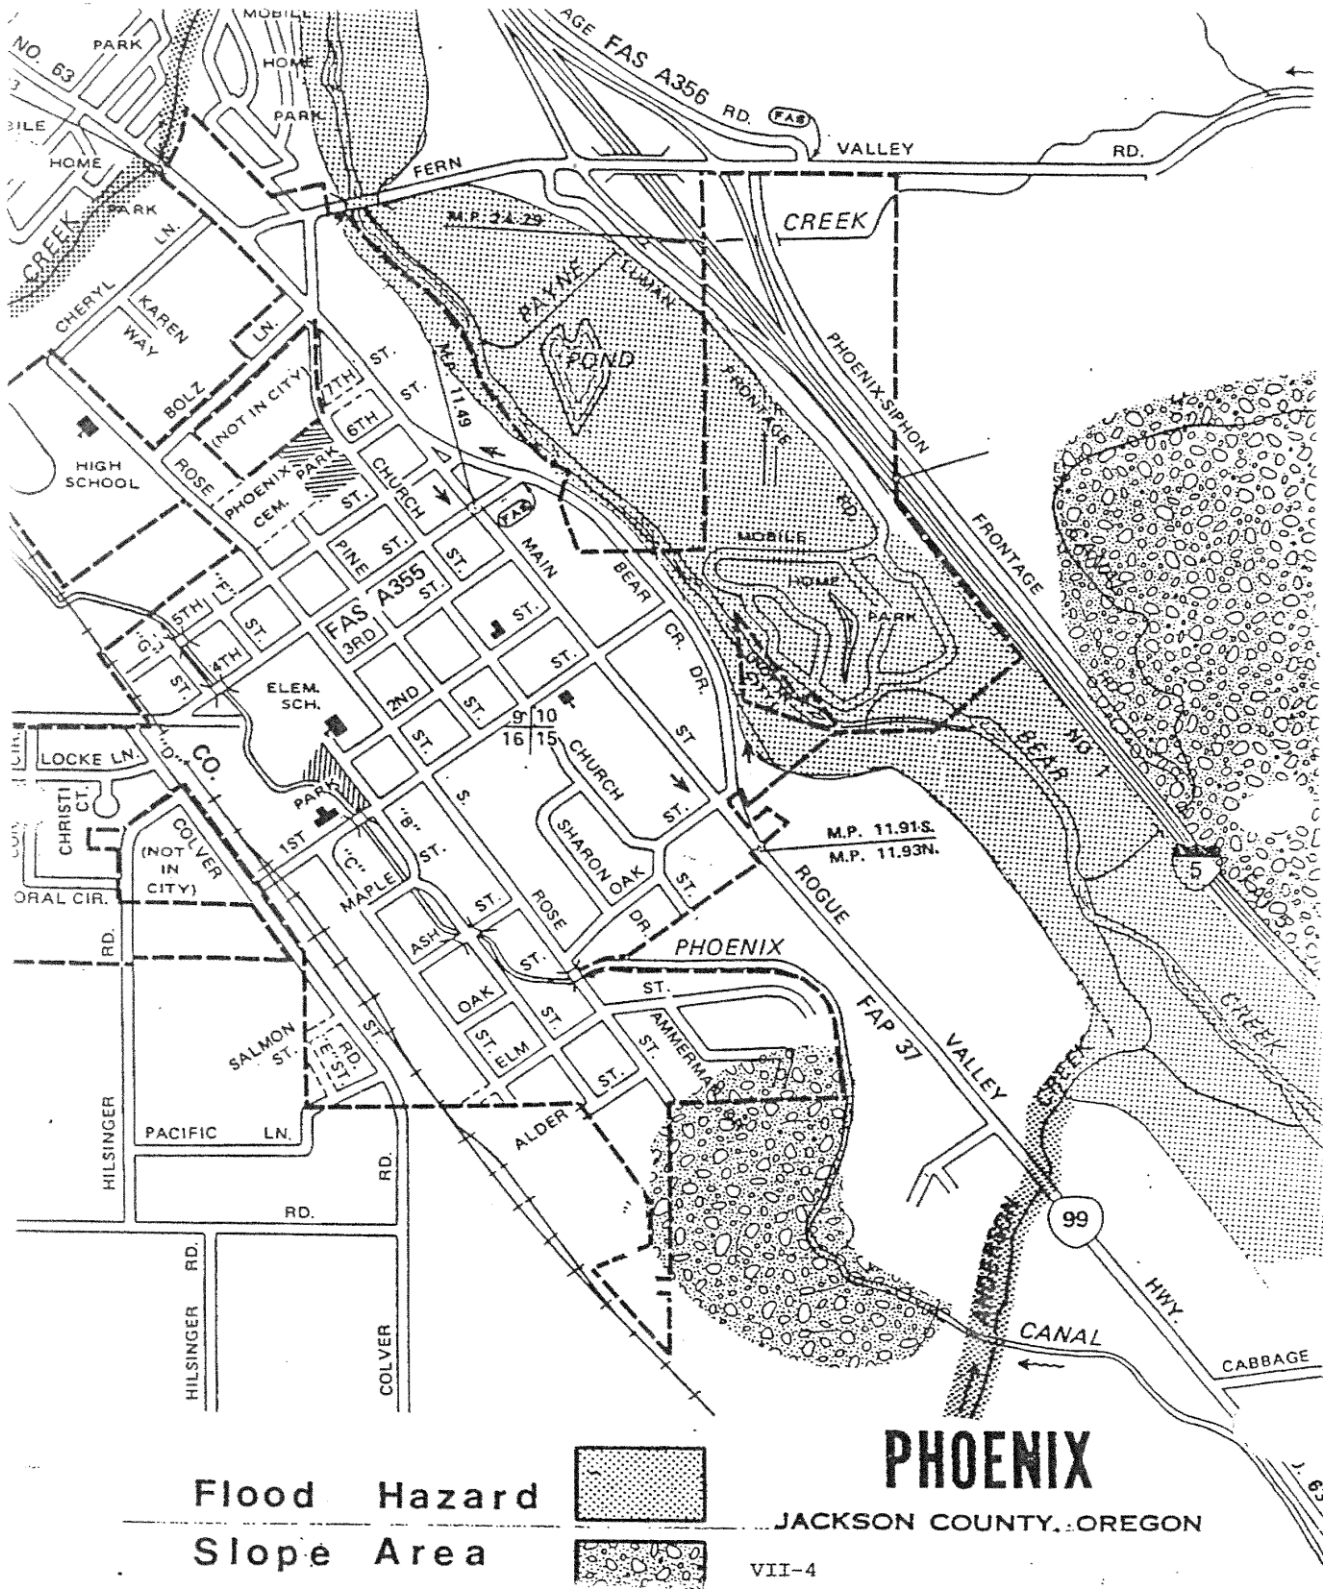 MOBILE
PARK
NO. 63
HOME
PARK
HOME
PARK
CREEK
AGE FAS A356 RD.
FAS
VALLEY RD.
FERN
M.P. 24.29
CREEK
LN.
CHERYL
KAREN
WAY
PAYNE
LUMAN
POND
LN.
BOLZ
(NOT IN CITY)
7TH ST.
6TH ST.
M.P. 11.49
FRONTAGE
RD.
PHOENIX-SIPHON
HIGH
SCHOOL
ROSE
ST.
PHOENIX
CEM.
PARK
CHURCH
ST.
FAS
PINE
ST.
MAIN
BEAR
CR.
DR.
MOBILE
HOME
PARK
FRONTAGE
CANAL
"F"
ST.
5TH
4TH
"G"
ST.
FAS A355
3RD
ST.
ST.
2ND
ST.
ST.
ELEM.
SCH.
9 10
16 15
CHURCH
ST
ST.
BEAR
NO 1
LOCKE LN.
"D"
CO.
CHRISTI
CT.
PARK
COLVER
(NOT
IN
CITY)
1ST
"B"
ST.
S.
"C"
MAPLE
SHARON
OAK
ST.
DR.
M.P. 11.91S.
M.P. 11.93N.
5
ORAL CIR.
RD.
ASH
ST.
ROSE
ST.
PHOENIX
ROGUE
CREEK
OAK
ST.
ST.
ELM
ST.
ST.
AMMERMAN
FAP 37
VALLEY
CREEK
SALMON
ST.
"E" ST.
RD.
ST.
ALDER
HILSINGER
PACIFIC LN.
RD.
RD.
ANDERSON
99
HWY.
HILSINGER RD.
COLVER
CANAL
CABBAGE
63
Flood Hazard
Slope Area
PHOENIX
JACKSON COUNTY, OREGON
VII-4